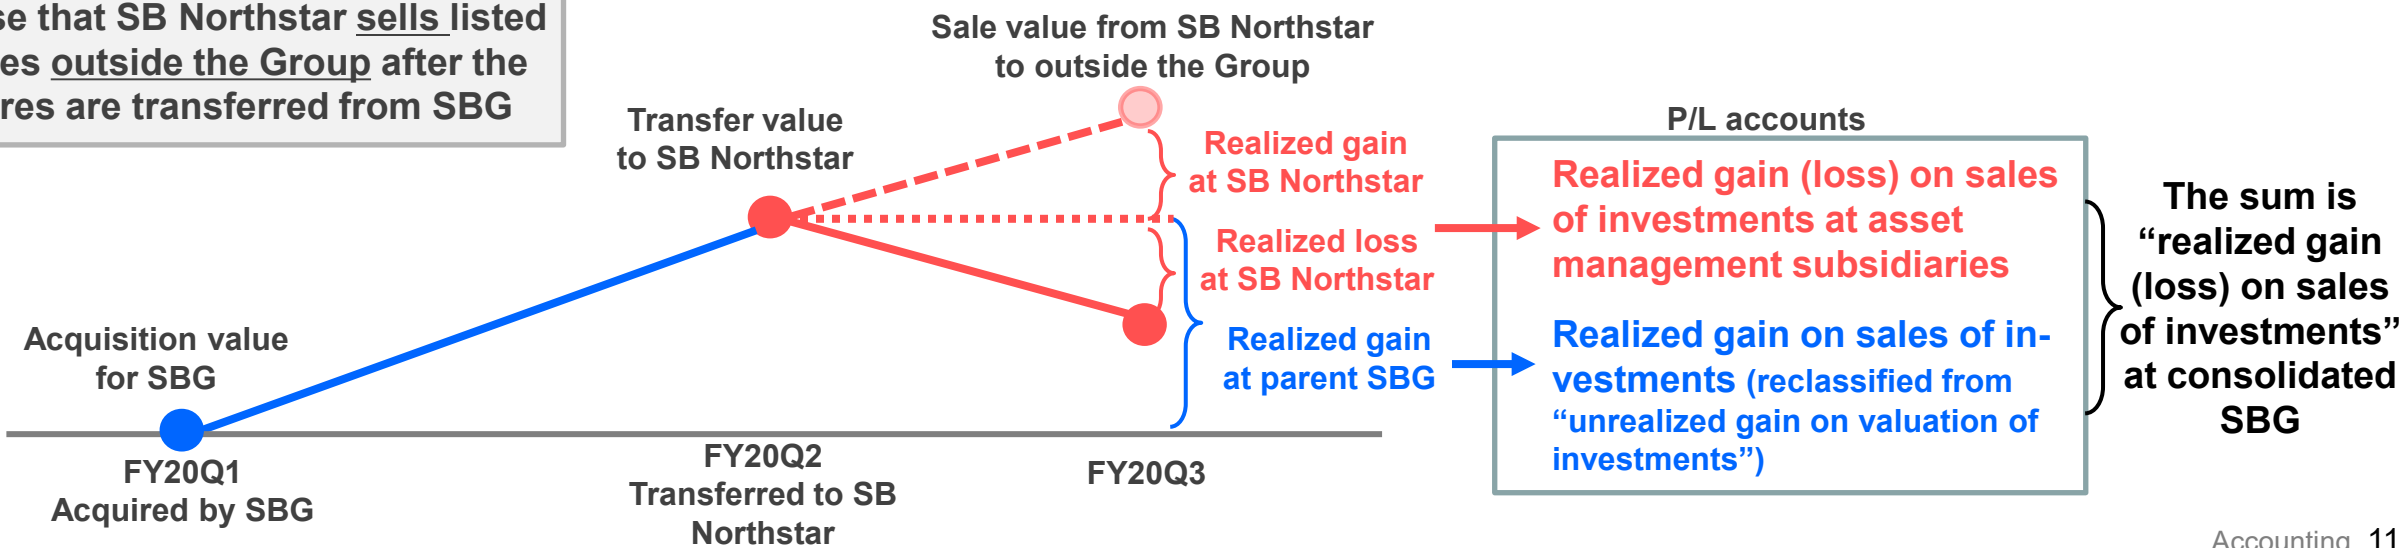 se that SB Northstar sells listed
es outside the Group after the
res are transferred from SBG
Sale value from SB Northstar
to outside the Group
Transfer value
to SB Northstar
Acquisition value
for SBG
Realized gain
at SB Northstar
Realized loss
at SB Northstar
Realized gain
at parent SBG
FY20Q1
Acquired by SBG
FY20Q2
Transferred to SB
Northstar
FY20Q3
P/L accounts
Realized gain (loss) on sales
of investments at asset
management subsidiaries
Realized gain on sales of in-
vestments (reclassified from
“unrealized gain on valuation of
investments”)
The sum is
“realized gain
(loss) on sales
of investments”
at consolidated
SBG
Accounting 11